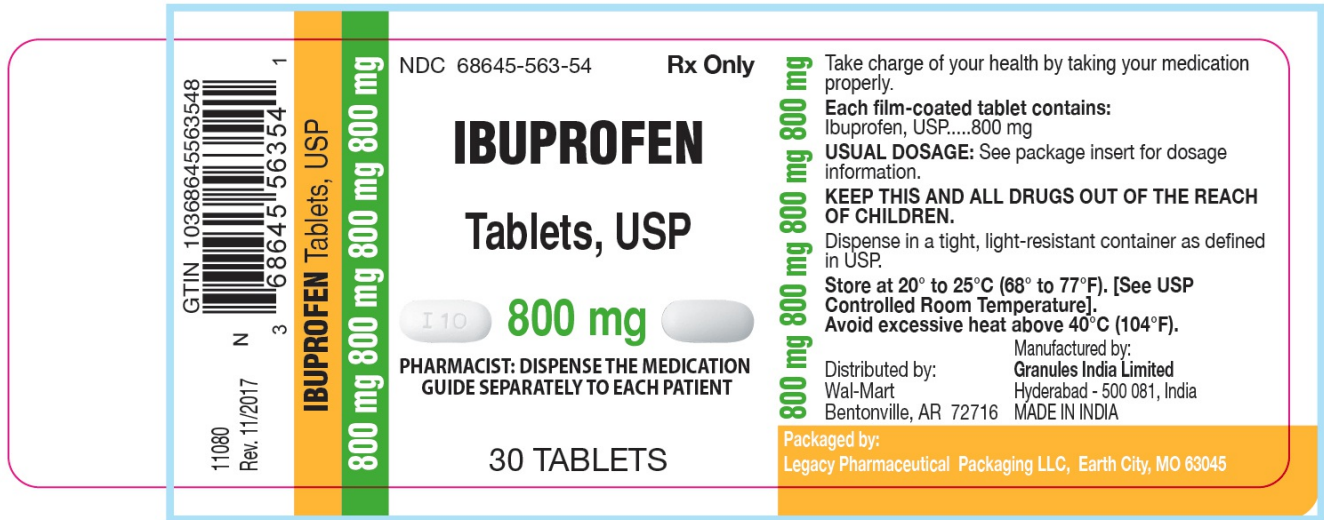 GTIN 10368645563548
3 68645 56354 1
N
11080
Rev. 11/2017
IBUPROFEN Tablets, USP
800 mg 800 mg 800 mg 800 mg 800 mg
NDC 68645-563-54 Rx Only
IBUPROFEN
Tablets, USP
I 10 800 mg
PHARMACIST: DISPENSE THE MEDICATION
GUIDE SEPARATELY TO EACH PATIENT
30 TABLETS
800 mg 800 mg 800 mg 800 mg 800 mg
Take charge of your health by taking your medication
properly.
Each film-coated tablet contains:
Ibuprofen, USP.....800 mg
USUAL DOSAGE: See package insert for dosage
information.
KEEP THIS AND ALL DRUGS OUT OF THE REACH
OF CHILDREN.
Dispense in a tight, light-resistant container as defined
in USP.
Store at 20° to 25°C (68° to 77°F). [See USP
Controlled Room Temperature].
Avoid excessive heat above 40°C (104°F).
Distributed by:
Wal-Mart
Bentonville, AR 72716
Manufactured by:
Granules India Limited
Hyderabad - 500 081, India
MADE IN INDIA
Packaged by:
Legacy Pharmaceutical Packaging LLC, Earth City, MO 63045